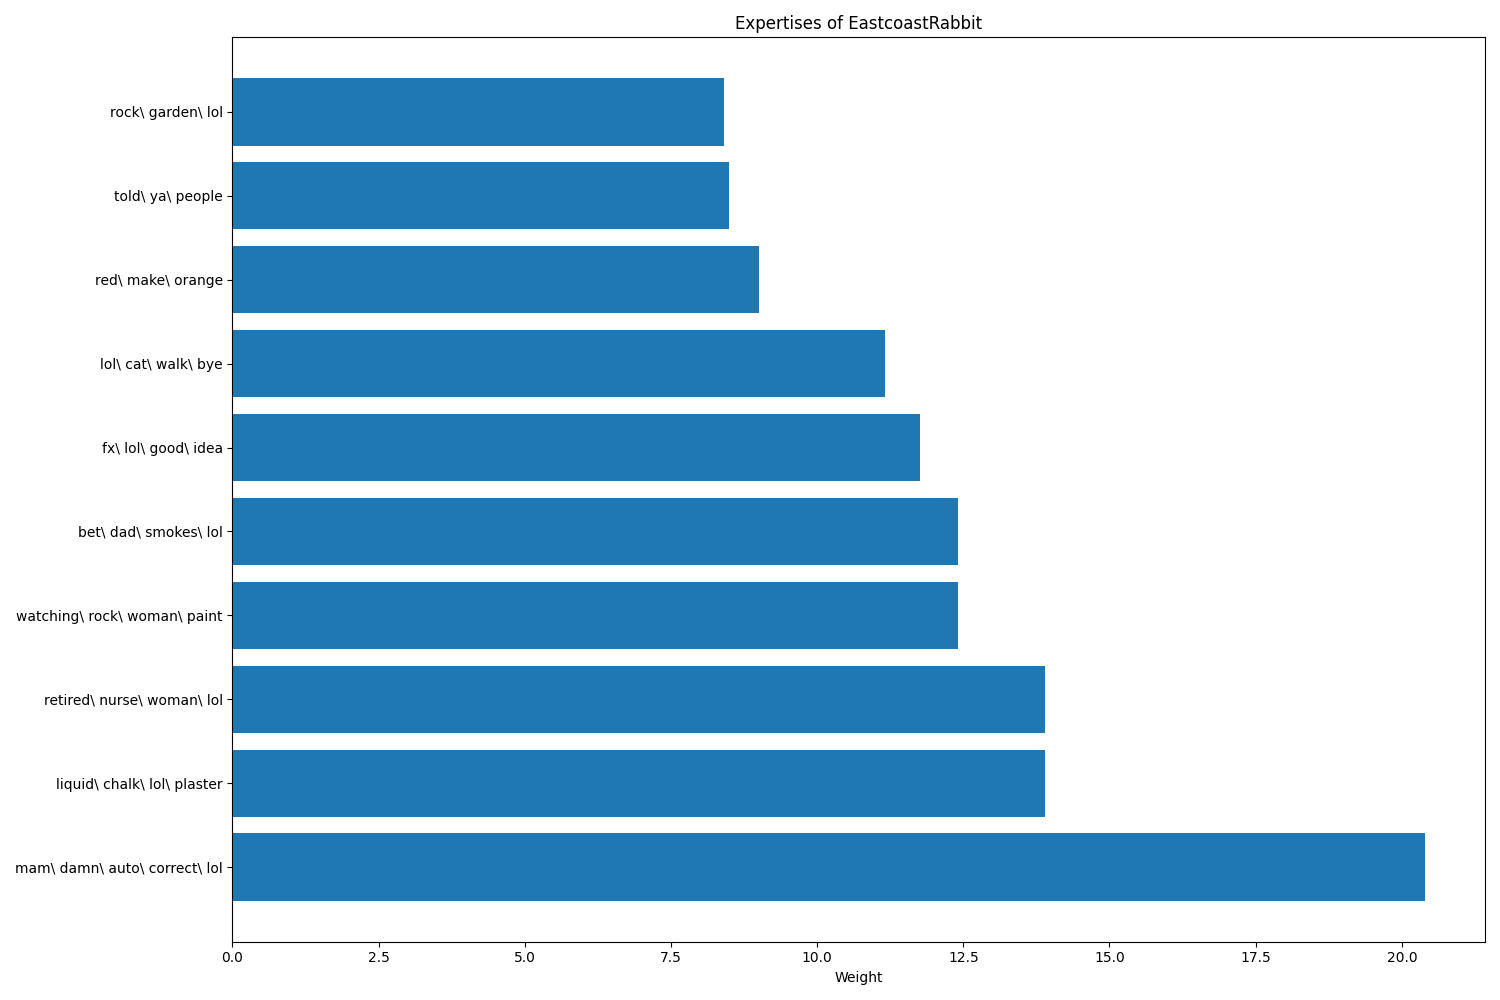 Expertises of EastcoastRabbit
rock\ garden\ lol
told\ ya\ people
red\ make\ orange
lol\ cat\ walk\ bye
fx\ lol\ good\ idea
bet\ dad\ smokes\ lol
watching\ rock\ woman\ paint
retired\ nurse\ woman\ lol
liquid\ chalk\ lol\ plaster
mam\ damn\ auto\ correct\ lol
0.0 2.5 5.0 7.5 10.0 12.5 15.0 17.5 20.0
Weight